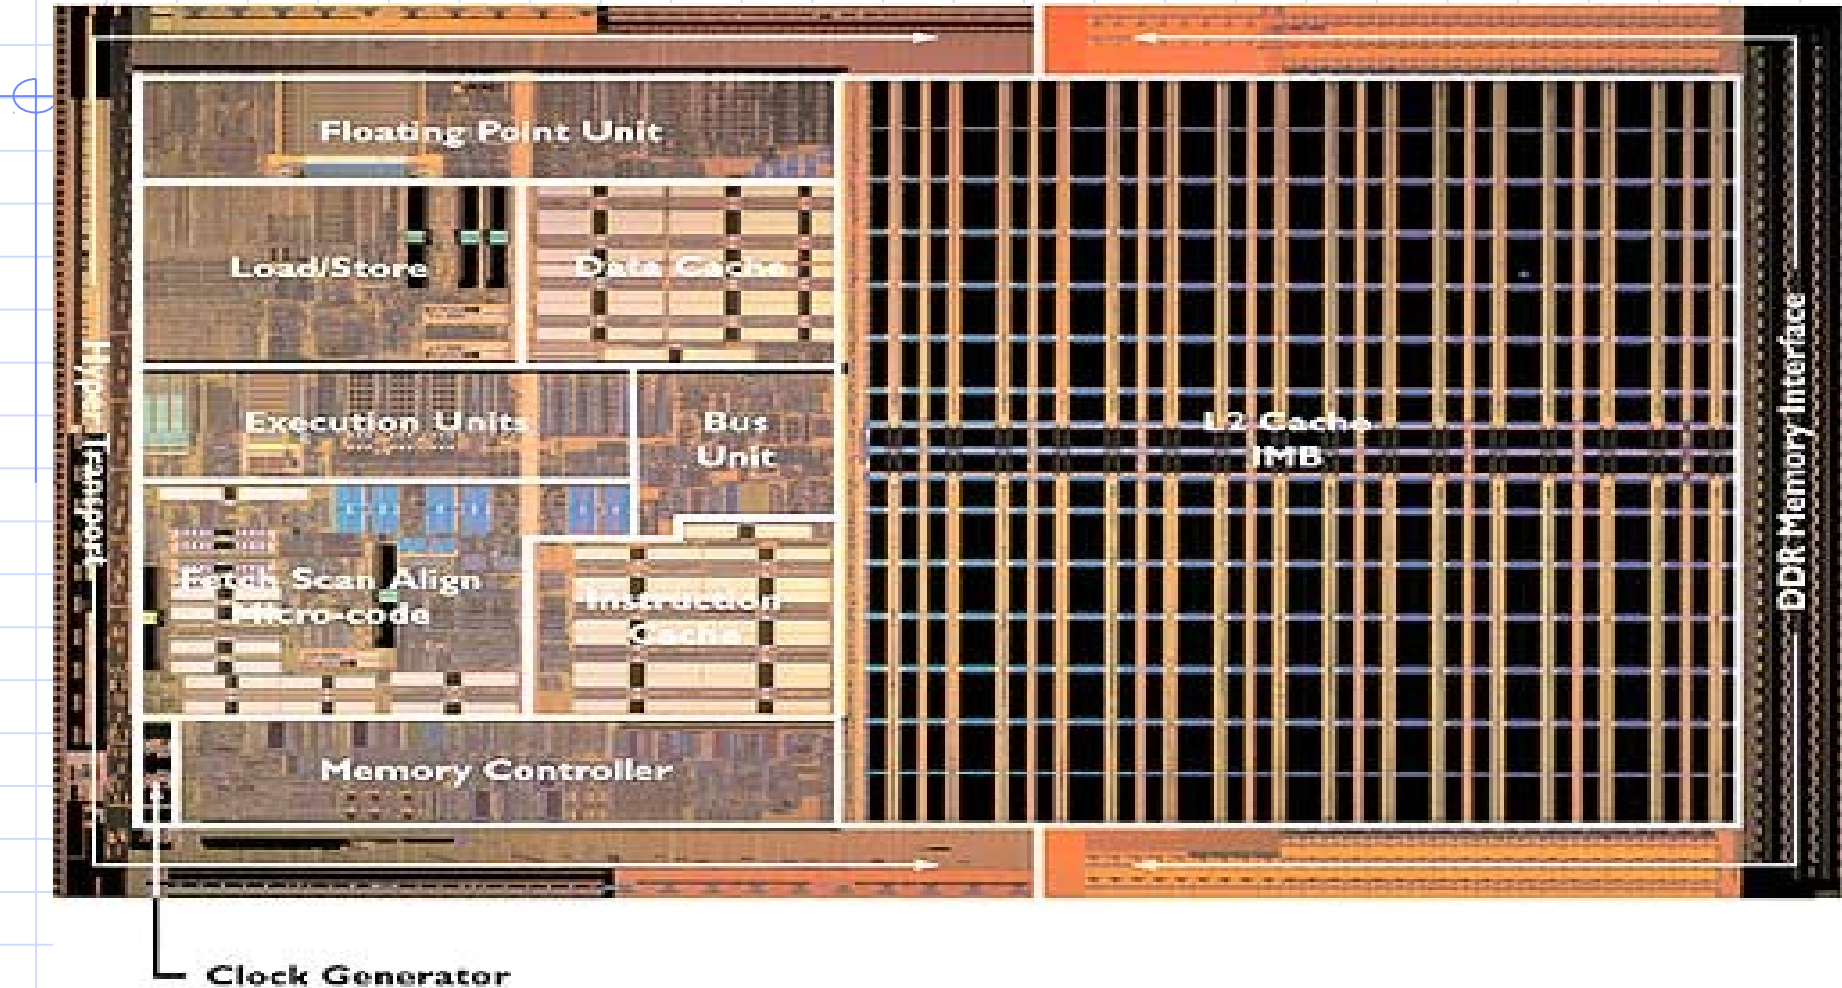 Floating Point Unit
Load/Store
Data Cache
Execution Units
Bus
Unit
L2 Cache
IMB
Fetch Scan Align
Micro-code
Instruction
Cache
Memory Controller
Hyper Transport
DDR Memory Interface
Clock Generator